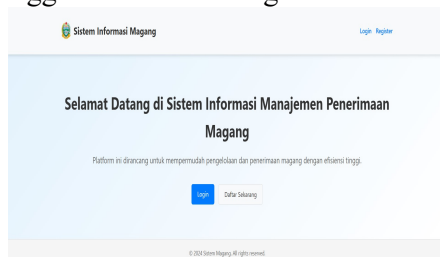 Sistem Informasi Magang
Login Register
Selamat Datang di Sistem Informasi Manajemen Penerimaan
Magang
Platform ini dirancang untuk mempermudah pengelolaan dan penerimaan magang dengan efisiensi tinggi.
Login Daftar Sekarang
© 2024 Sistem Magang. All rights reserved.